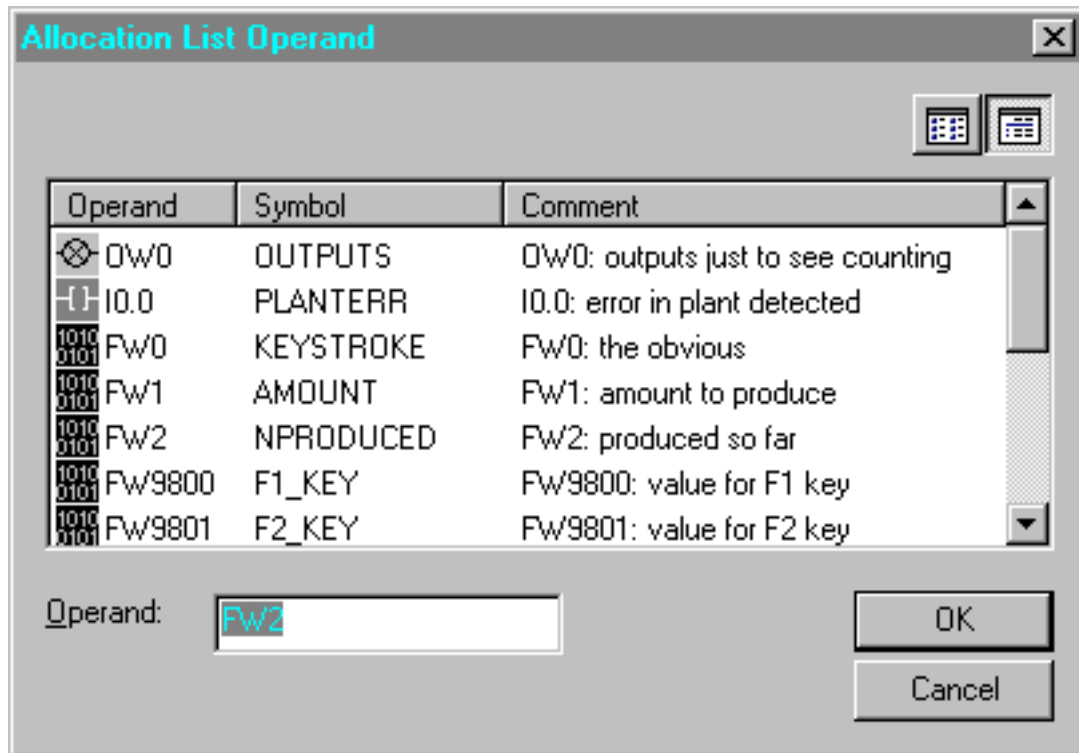 Allocation List Operand
Operand Symbol Comment
OW0 OUTPUTS OW0: outputs just to see counting
I0.0 PLANTERR I0.0: error in plant detected
FW0 KEYSTROKE FW0: the obvious
FW1 AMOUNT FW1: amount to produce
FW2 NPRODUCED FW2: produced so far
FW9800 F1_KEY FW9800: value for F1 key
FW9801 F2_KEY FW9801: value for F2 key
Operand: FW2
OK
Cancel